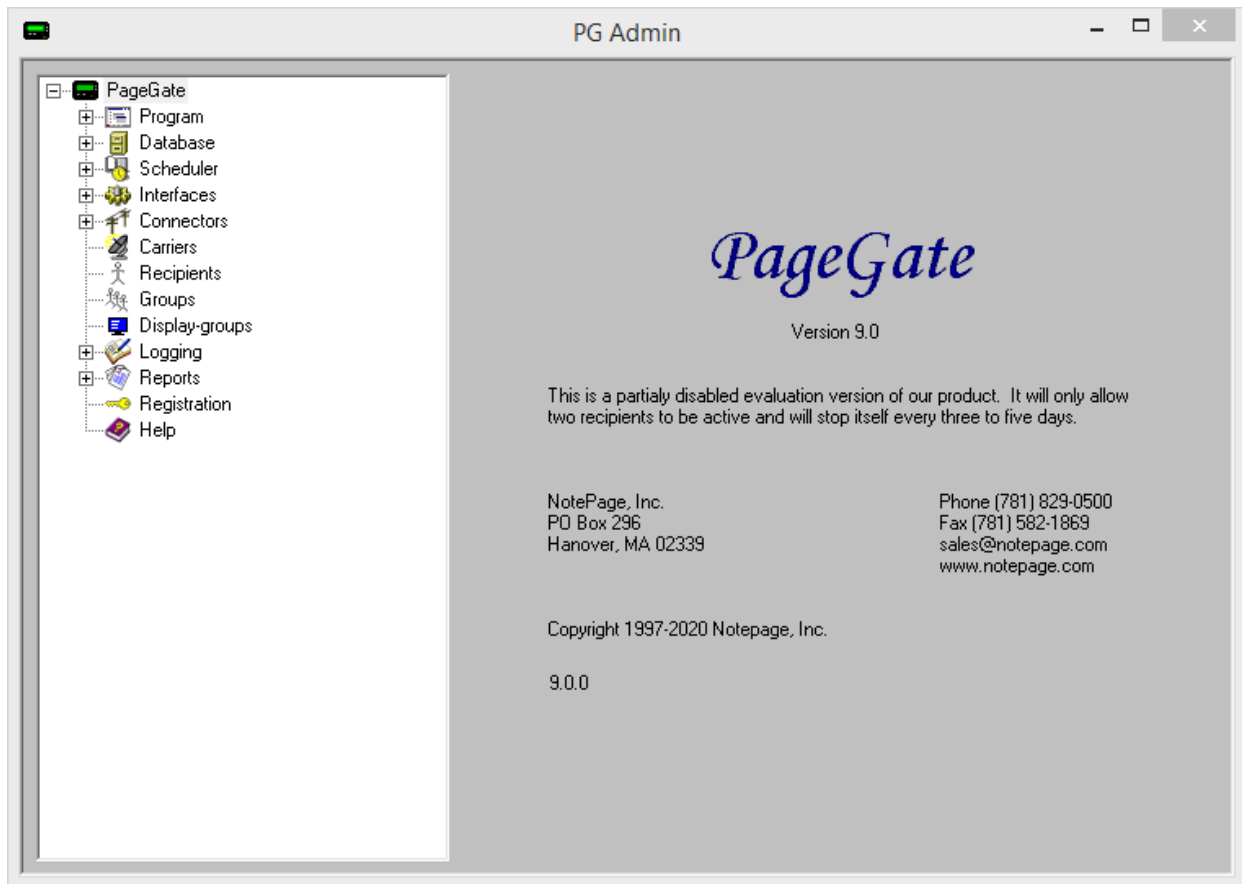 PG Admin
PageGate
Program
Database
Scheduler
Interfaces
Connectors
Carriers
Recipients
Groups
Display-groups
Logging
Reports
Registration
Help
PageGate
Version 9.0
This is a partialy disabled evaluation version of our product. It will only allow
two recipients to be active and will stop itself every three to five days.
NotePage, Inc.
PO Box 296
Hanover, MA 02339
Phone (781) 829-0500
Fax (781) 582-1869
sales@notepage.com
www.notepage.com
Copyright 1997-2020 Notepage, Inc.
9.0.0